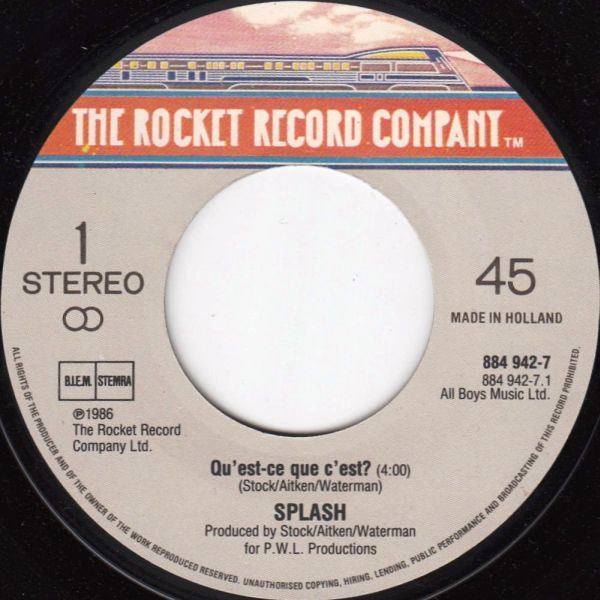 THE ROCKET RECORD COMPANY™
1
STEREO
45
MADE IN HOLLAND
B.I.E.M. STEMRA
℗1986
The Rocket Record
Company Ltd.
884 942-7
884 942-7.1
All Boys Music Ltd.
Qu'est-ce que c'est? (4:00)
(Stock/Aitken/Waterman)
SPLASH
Produced by Stock/Aitken/Waterman
for P.W.L. Productions
ALL RIGHTS OF THE PRODUCER AND OF THE OWNER OF THE WORK REPRODUCED RESERVED. UNAUTHORISED COPYING, HIRING, LENDING, PUBLIC PERFORMANCE AND BROADCASTING OF THIS RECORD PROHIBITED.